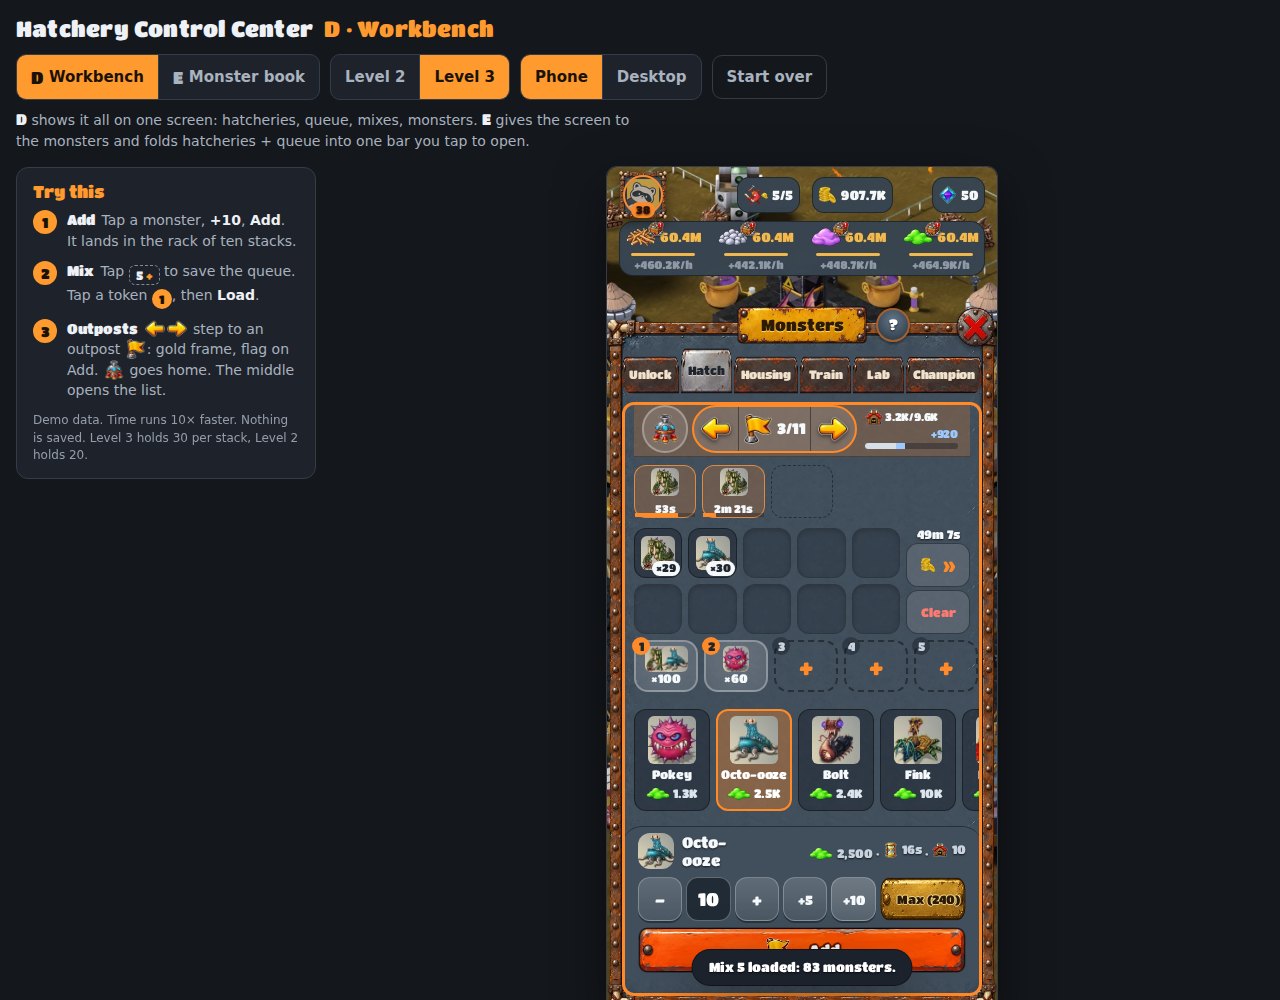 Hatchery Control Center D · Workbench
D Workbench E Monster book Level 2 Level 3 Phone Desktop Start over
D shows it all on one screen: hatcheries, queue, mixes, monsters. E gives the screen to
the monsters and folds hatcheries + queue into one bar you tap to open.
Try this
1 Add Tap a monster, +10, Add.
It lands in the rack of ten stacks.
2 Mix Tap 5+ to save the queue.
Tap a token 1, then Load.
3 Outposts step to an
outpost : gold frame, flag on
Add. goes home. The middle
opens the list.
Demo data. Time runs 10× faster. Nothing
is saved. Level 3 holds 30 per stack, Level 2
holds 20.
30 5/5 907.7K 50
60.4M 60.4M 60.4M 60.4M
+460.2K/h +442.1K/h +448.7K/h +464.9K/h
Monsters ?
Unlock Hatch Housing Train Lab Champion
3/11 3.2K/9.6K
+920
53s 2m 21s
49m 7s
×29 ×30 »
Clear
1 2 3 4 5
×100 ×60 + + +
Pokey Octo-ooze Bolt Fink
1.3K 2.5K 2.4K 10K
Octo-
ooze
2,500 · 16s · 10
− 10 + +5 +10 Max (240)
Add
Mix 5 loaded: 83 monsters.